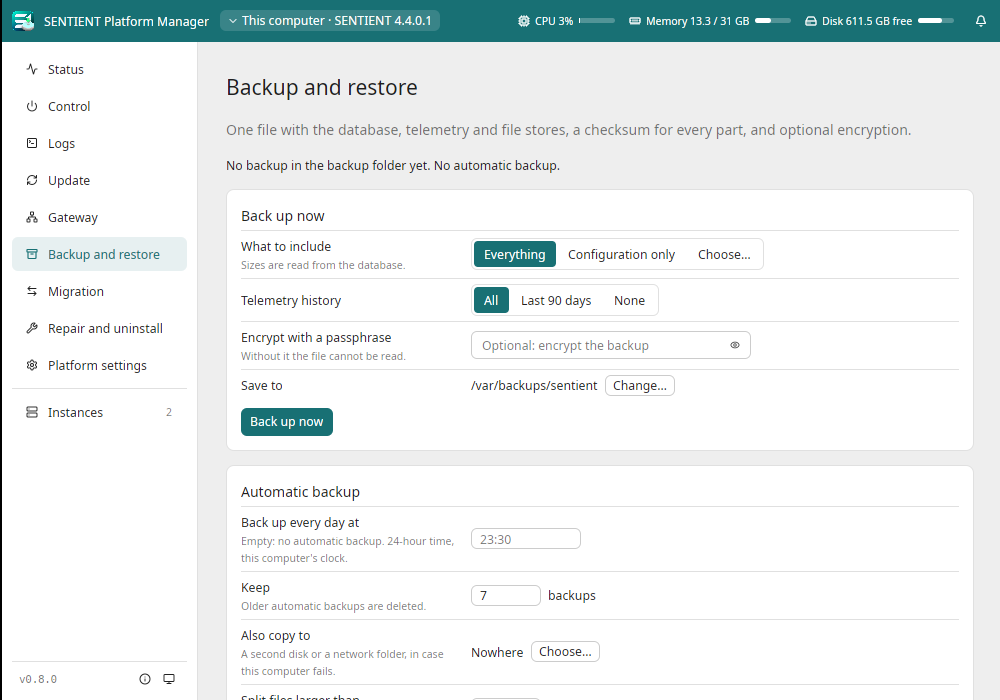 SENTIENT Platform Manager
This computer · SENTIENT 4.4.0.1
CPU 3%
Memory 13.3 / 31 GB
Disk 611.5 GB free
Status
Control
Logs
Update
Gateway
Backup and restore
Migration
Repair and uninstall
Platform settings
Instances 2
v0.8.0
Backup and restore
One file with the database, telemetry and file stores, a checksum for every part, and optional encryption.
No backup in the backup folder yet. No automatic backup.
Back up now
What to include
Sizes are read from the database.
Everything Configuration only Choose...
Telemetry history
All Last 90 days None
Encrypt with a passphrase
Without it the file cannot be read.
Optional: encrypt the backup
Save to
/var/backups/sentient Change...
Back up now
Automatic backup
Back up every day at
Empty: no automatic backup. 24-hour time,
this computer's clock.
23:30
Keep
Older automatic backups are deleted.
7 backups
Also copy to
A second disk or a network folder, in case
this computer fails.
Nowhere Choose...
Split files larger than